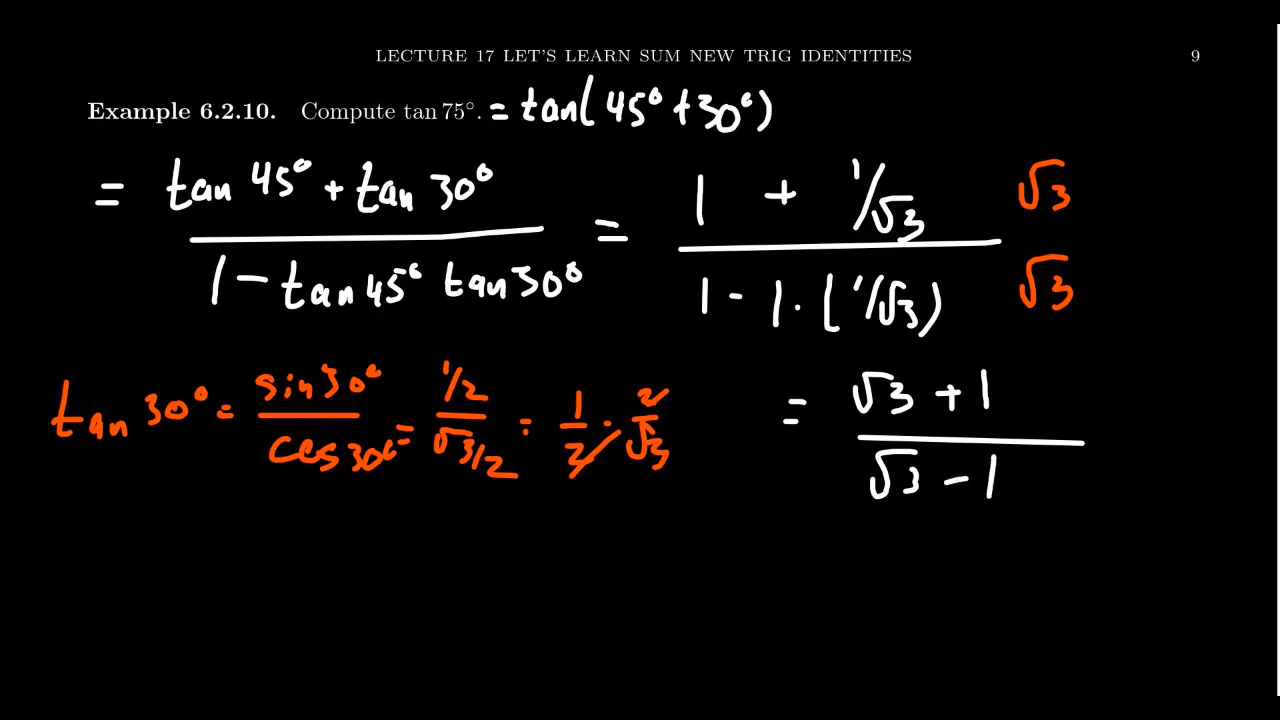 LECTURE 17 LET'S LEARN SUM NEW TRIG IDENTITIES 9
Example 6.2.10. Compute tan 75°. = tan(45° + 30°)
= (tan 45° + tan 30°) / (1 - tan 45° tan 30°) = (1 + 1/√3) / (1 - 1 · (1/√3)) √3 / √3
tan 30° = sin 30° / cos 30° = 1/2 / √3/2 = 1/2 · 2/√3
= (√3 + 1) / (√3 - 1)